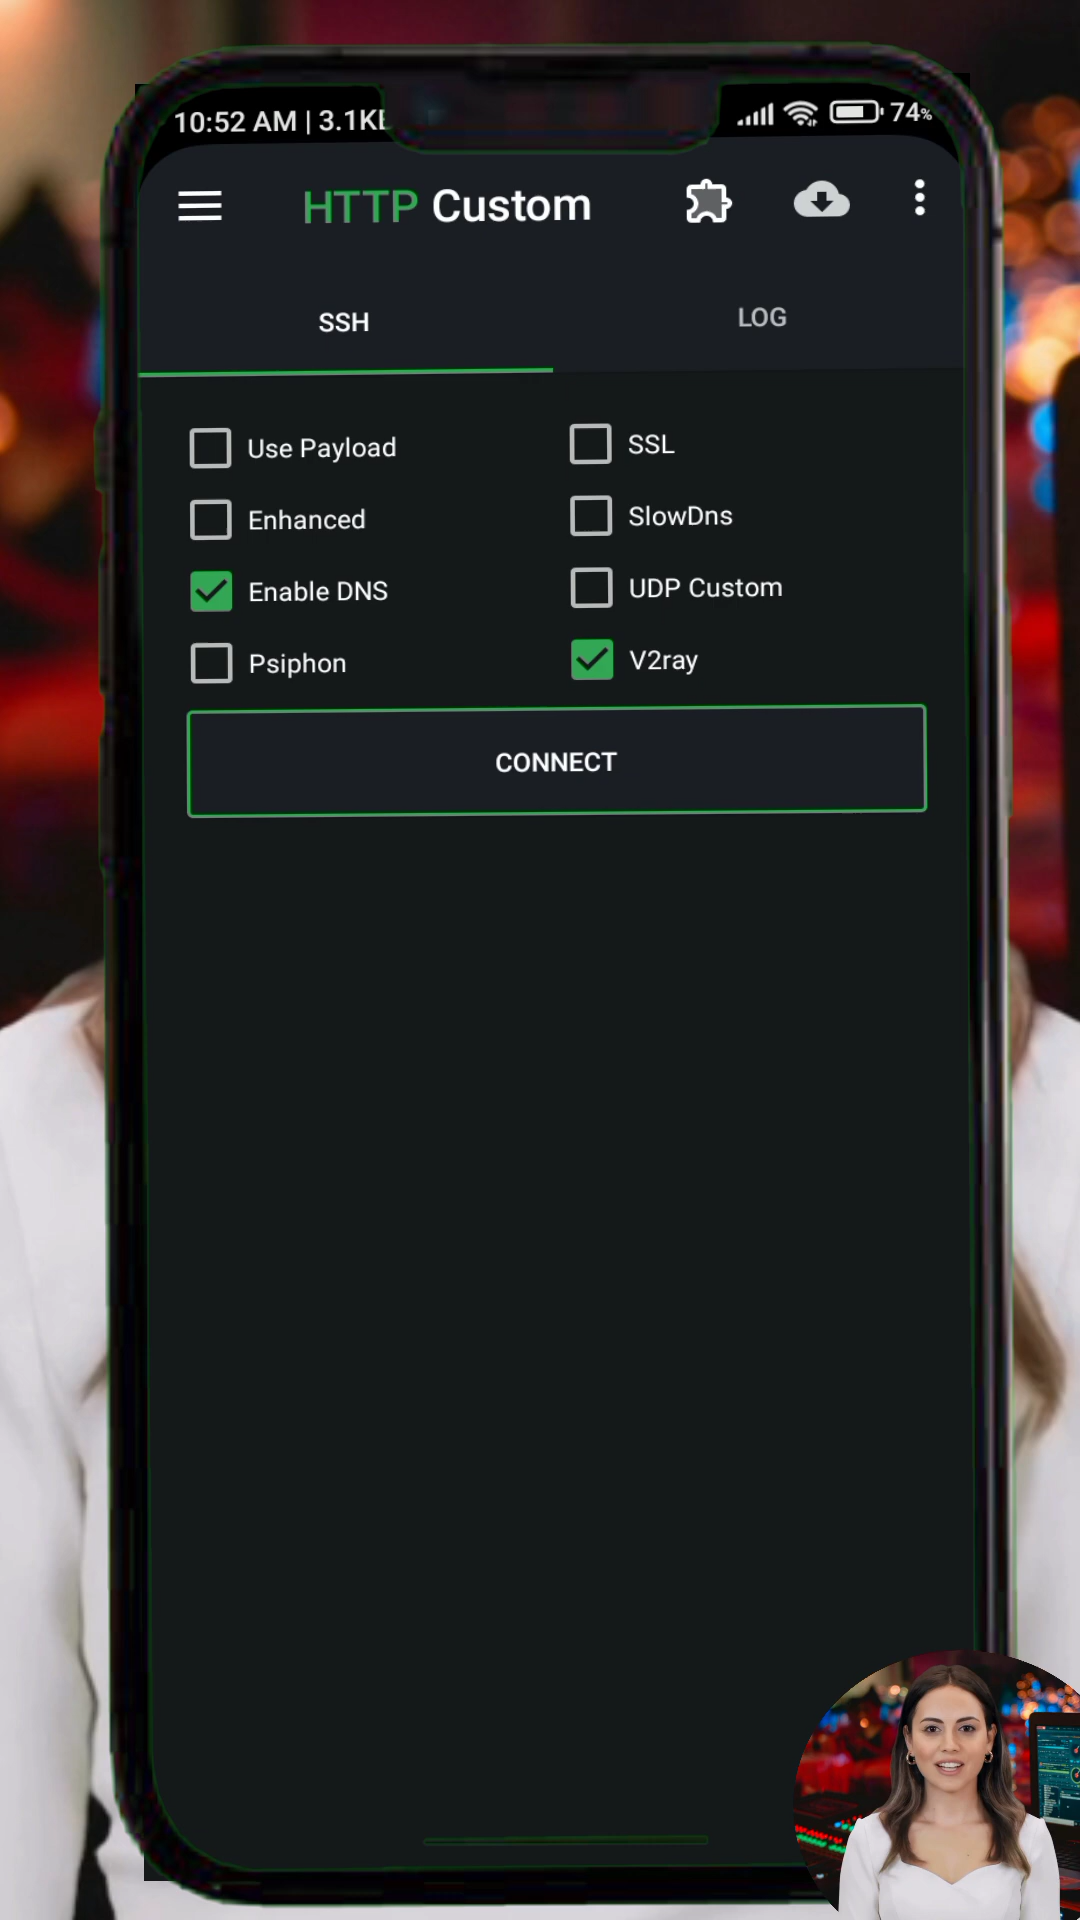 10:52 AM | 3.1K
74%
HTTP Custom
SSH
LOG
Use Payload
SSL
Enhanced
SlowDns
Enable DNS
UDP Custom
Psiphon
V2ray
CONNECT